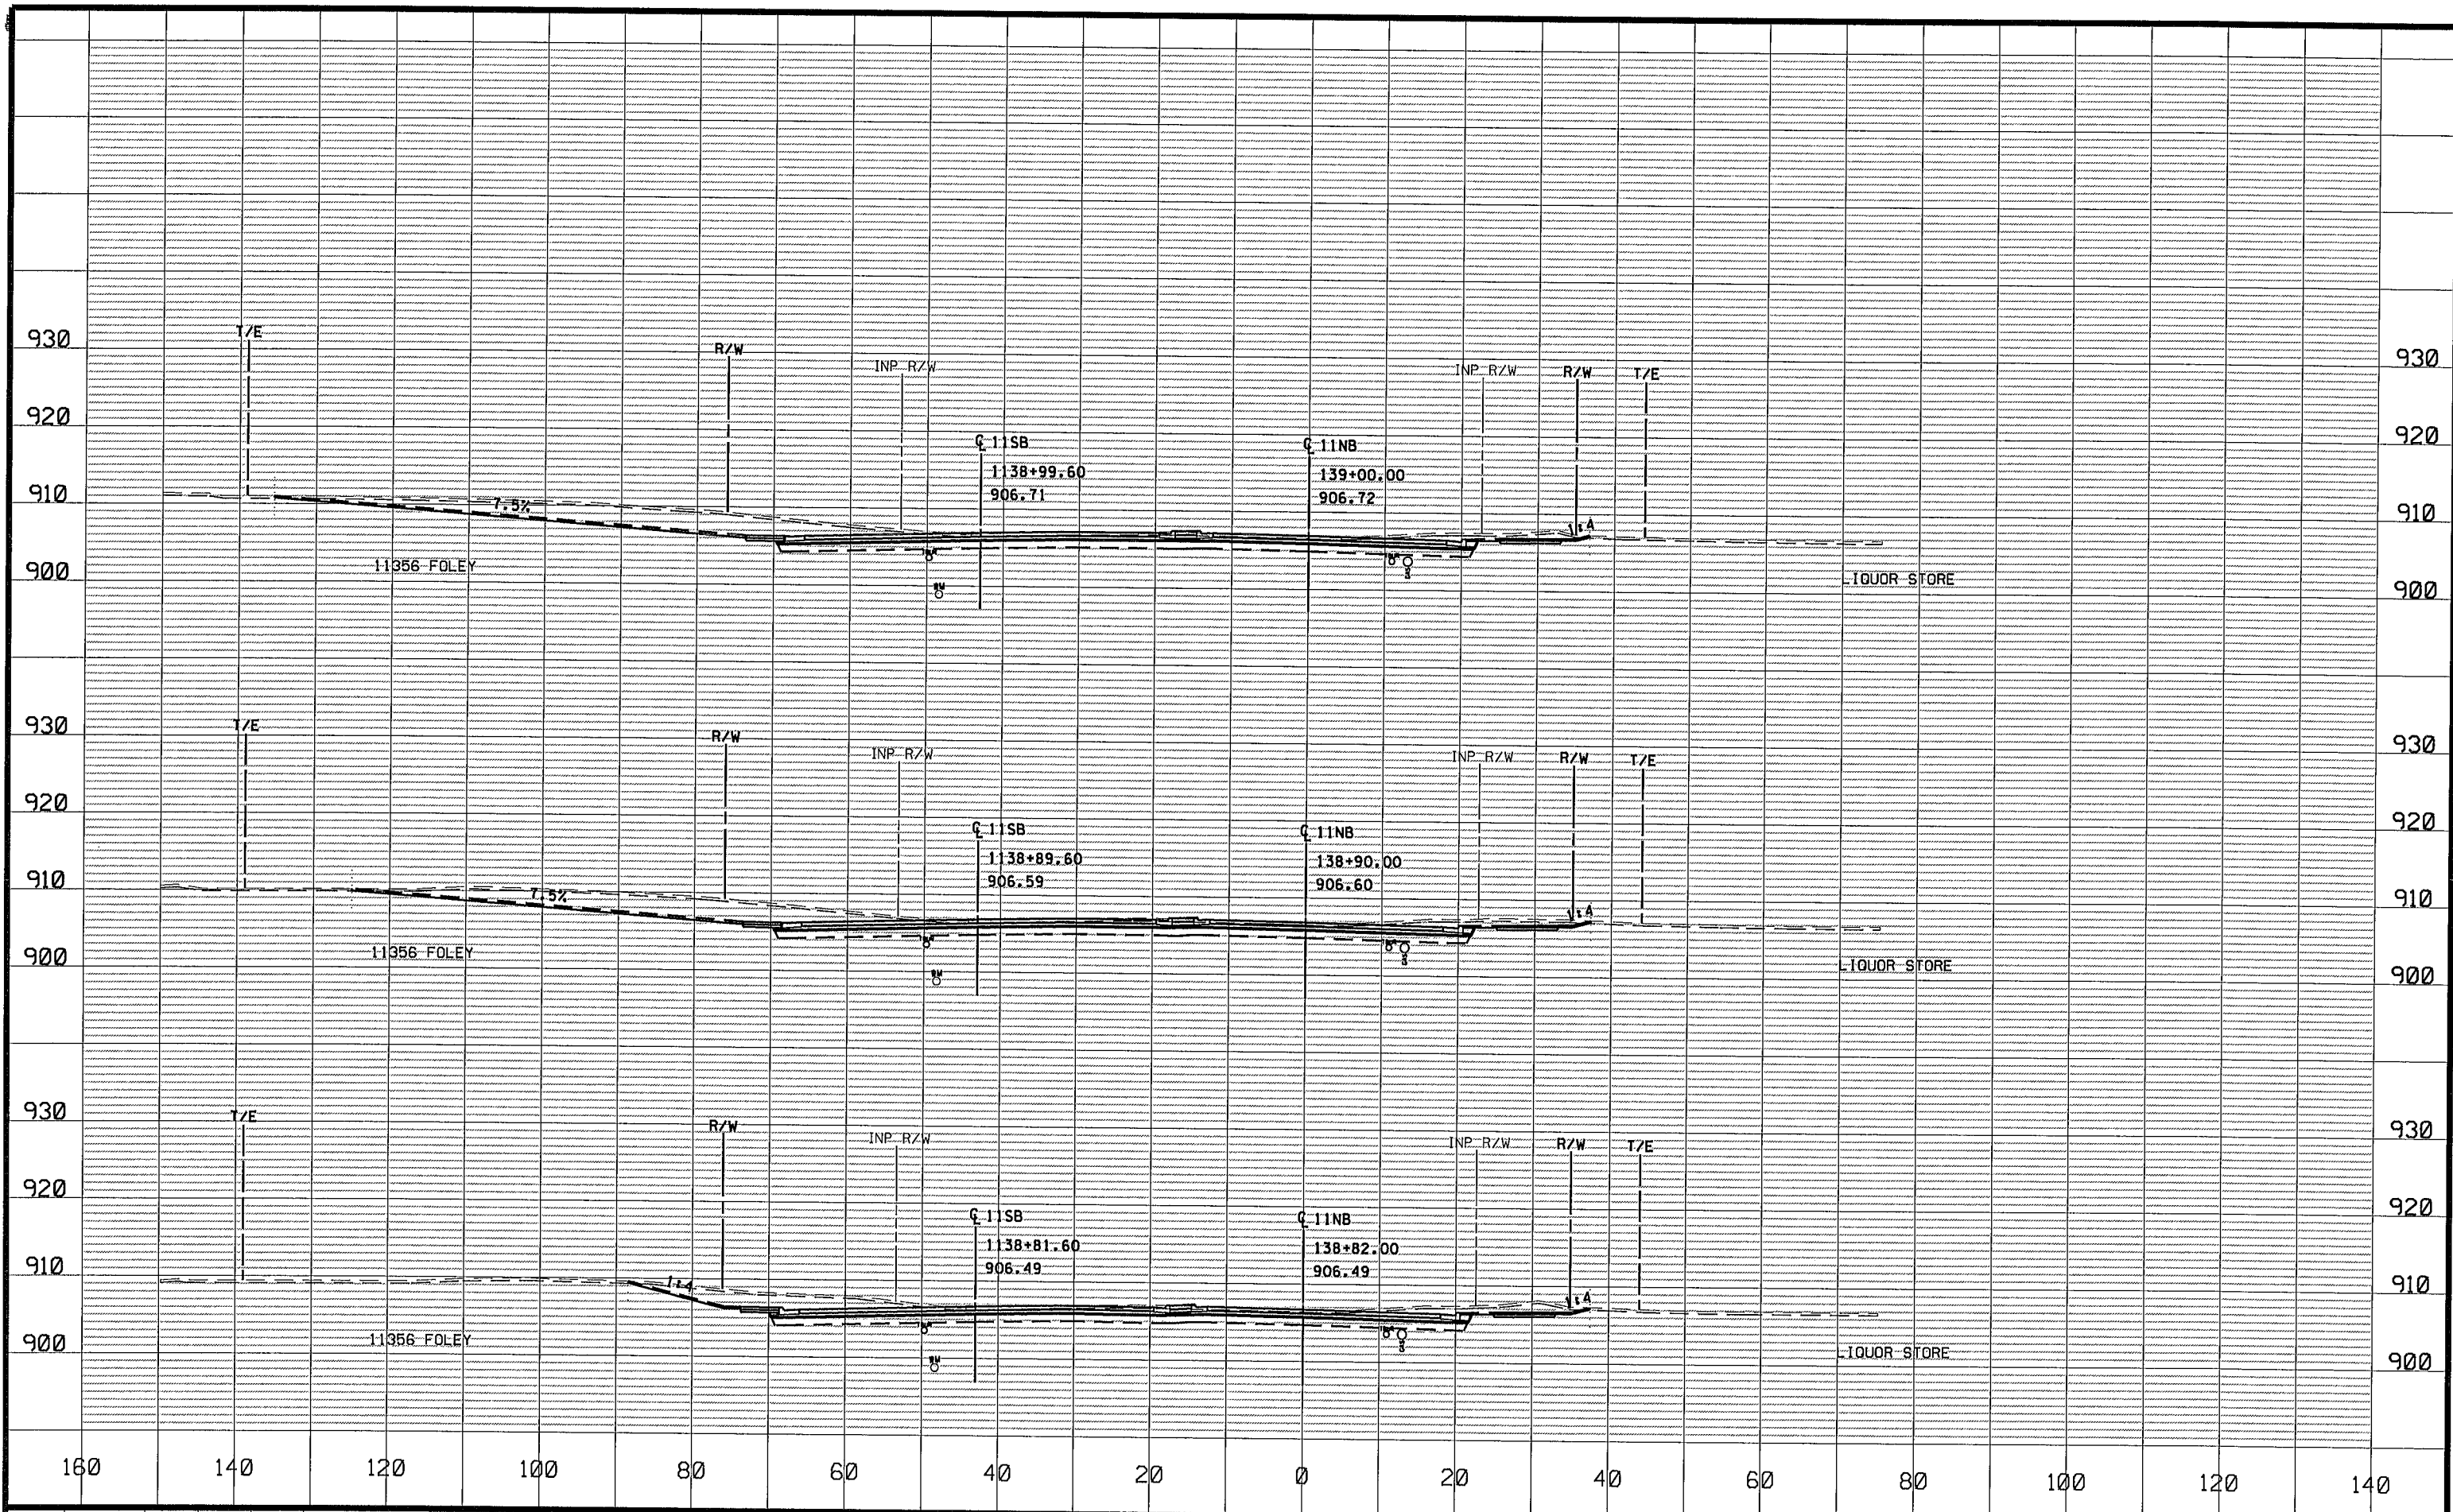 T/E
R/W
INP R/W
INP R/W
R/W
T/E
930
930
920
920
℄ 11SB
1138+99.60
906.71
℄ 11NB
139+00.00
906.72
910
910
7.5%
1:4
11356 FOLEY
LIQUOR STORE
900
900
T/E
R/W
INP R/W
INP R/W
R/W
T/E
930
930
920
920
℄ 11SB
1138+89.60
906.59
℄ 11NB
138+90.00
906.60
910
910
7.5%
1:4
11356 FOLEY
LIQUOR STORE
900
900
T/E
R/W
INP R/W
INP R/W
R/W
T/E
930
930
920
920
℄ 11SB
1138+81.60
906.49
℄ 11NB
138+82.00
906.49
910
910
1:4
1:4
11356 FOLEY
LIQUOR STORE
900
900
160 140 120 100 80 60 40 20 0 20 40 60 80 100 120 140